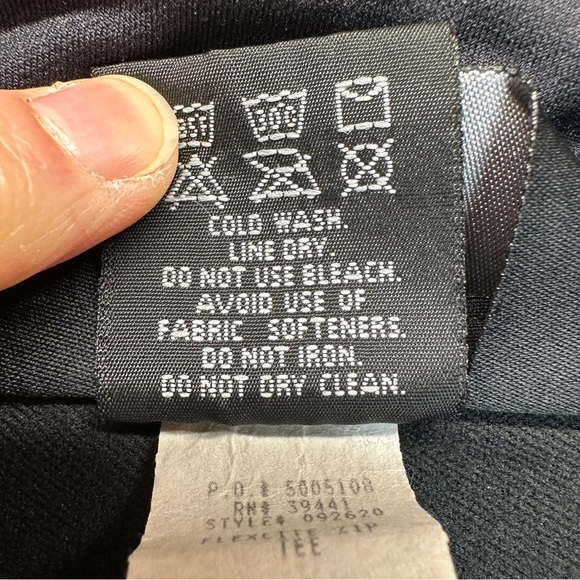 30C
COLD WASH.
LINE DRY.
DO NOT USE BLEACH.
AVOID USE OF
FABRIC SOFTENERS.
DO NOT IRON.
DO NOT DRY CLEAN.
P.O.# 5005108
RN# 39441
STYLE# 092620
FLEXCITE ZIP
TEE